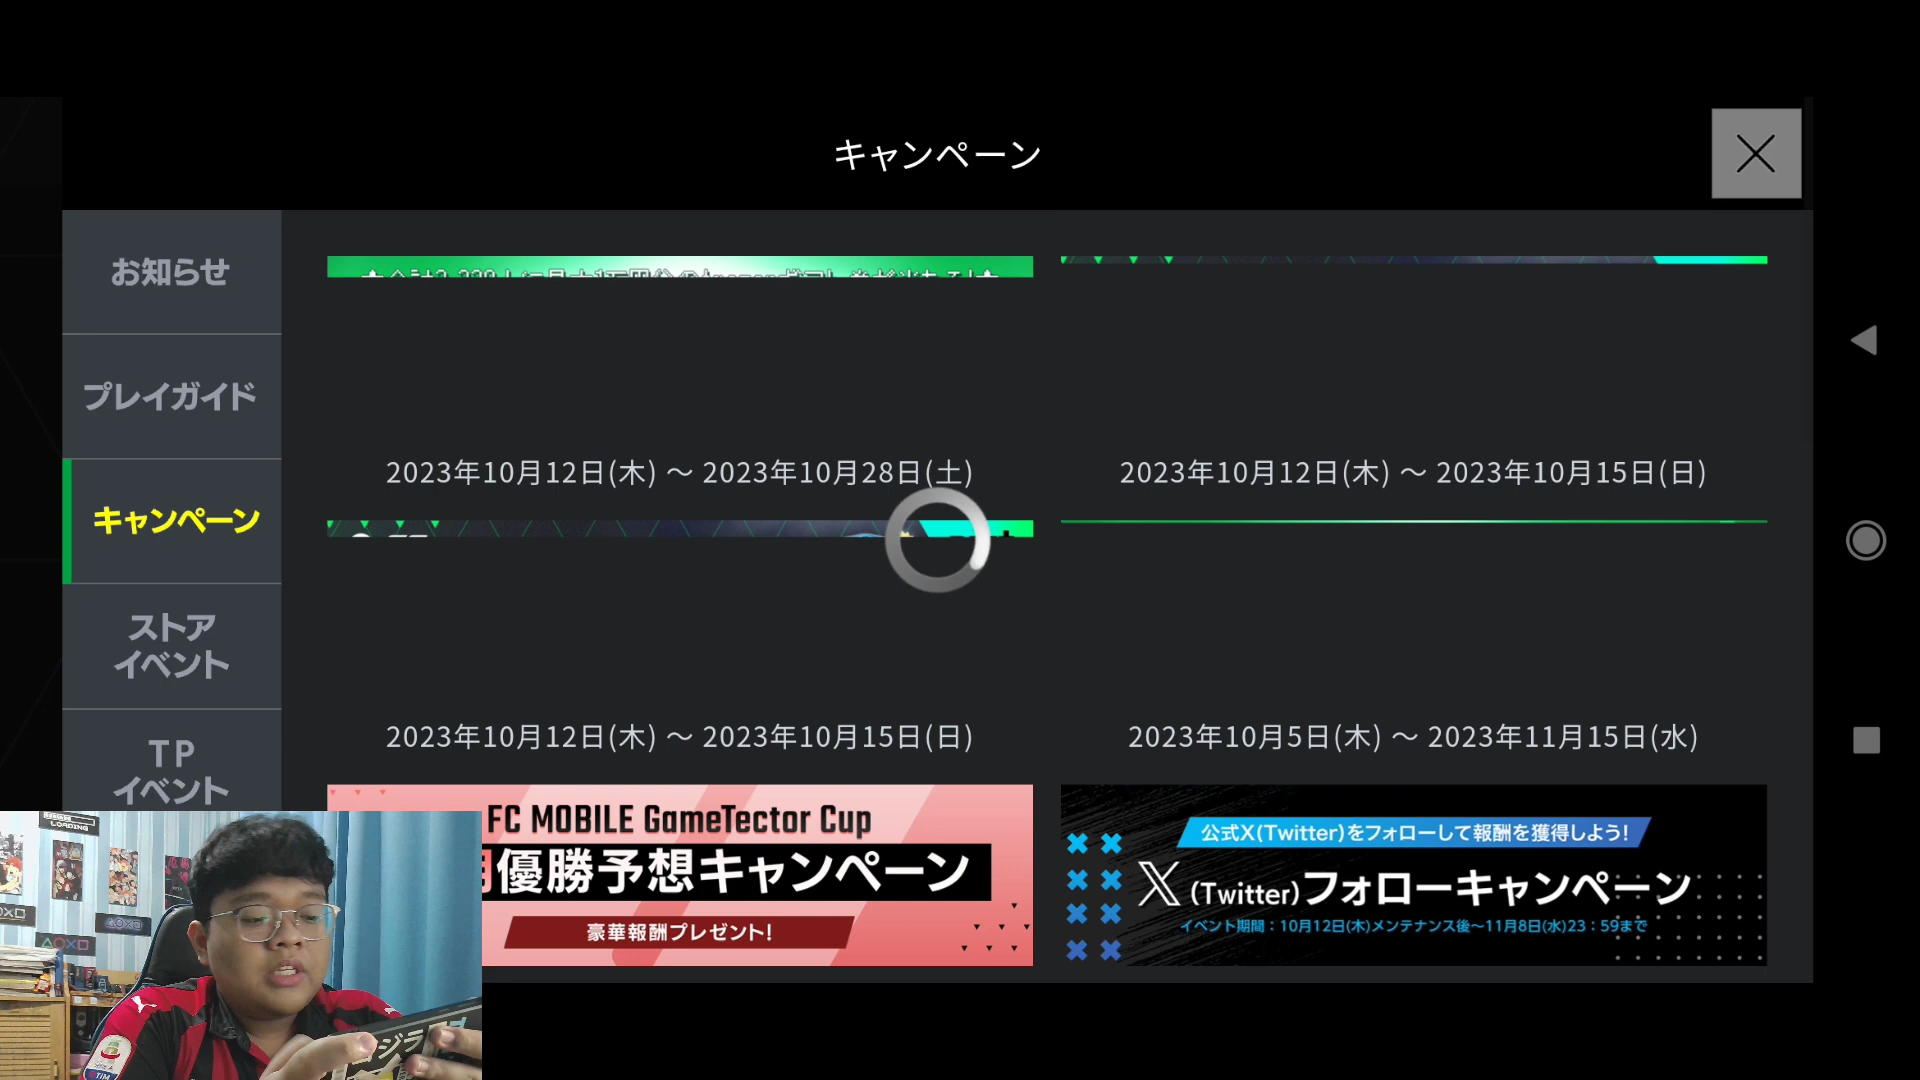 キャンペーン
お知らせ
プレイガイド
キャンペーン
ストア
イベント
TP
イベント
2023年10月12日(木) ～ 2023年10月28日(土)
2023年10月12日(木) ～ 2023年10月15日(日)
2023年10月12日(木) ～ 2023年10月15日(日)
2023年10月5日(木) ～ 2023年11月15日(水)
FC MOBILE GameTector Cup
優勝予想キャンペーン
豪華報酬プレゼント!
公式X(Twitter)をフォローして報酬を獲得しよう!
X(Twitter)フォローキャンペーン
イベント期間：10月12日(木)メンテナンス後～11月8日(水)23：59まで
LOADING
ゴジラ
TIM